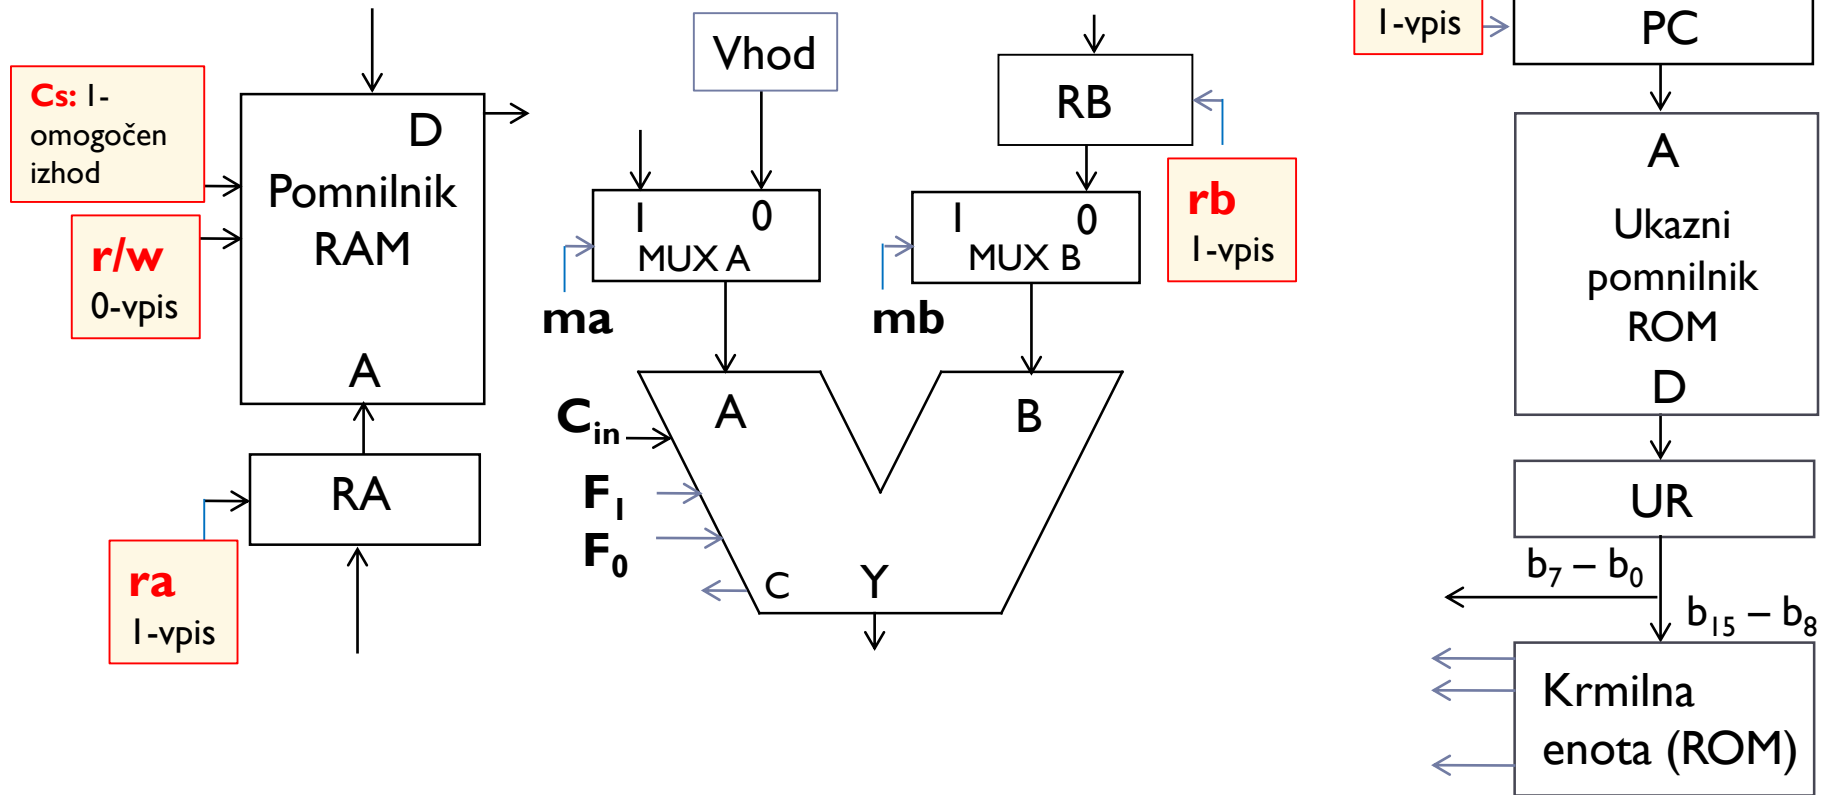 Cs: 1-
omogočen
izhod
r/w
0-vpis
D
Pomnilnik
RAM
A
RA
ra
1-vpis
Vhod
1 0
MUX A
ma
RB
rb
1-vpis
1 0
MUX B
mb
A
B
Cin
F1
F0
C
Y
1-vpis
PC
A
Ukazni
pomnilnik
ROM
D
UR
b7 – b0
b15 – b8
Krmilna
enota (ROM)